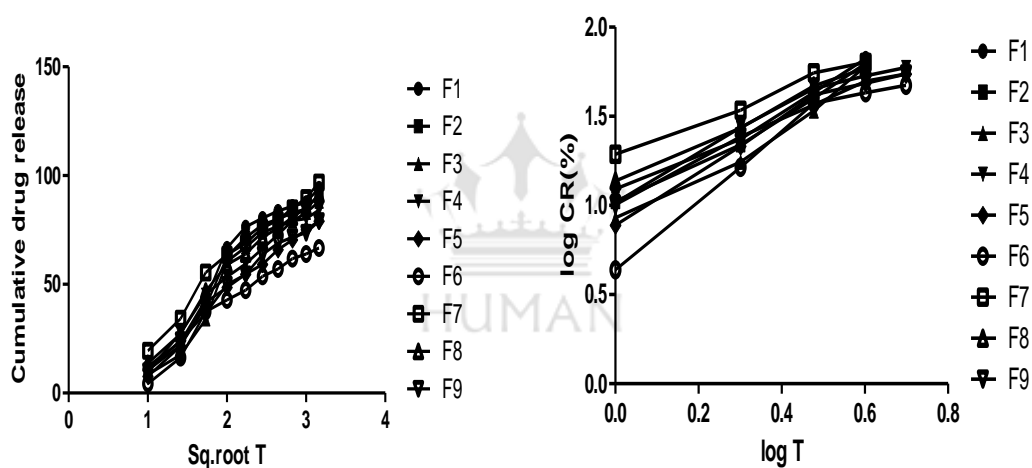 150
100
50
0
0 1 2 3 4
Cumulative drug release
Sq.root T
F1
F2
F3
F4
F5
F6
F7
F8
F9
2.0
1.5
1.0
0.5
0.0
0.0 0.2 0.4 0.6 0.8
log CR(%)
log T
F1
F2
F3
F4
F5
F6
F7
F8
F9
HUMAN